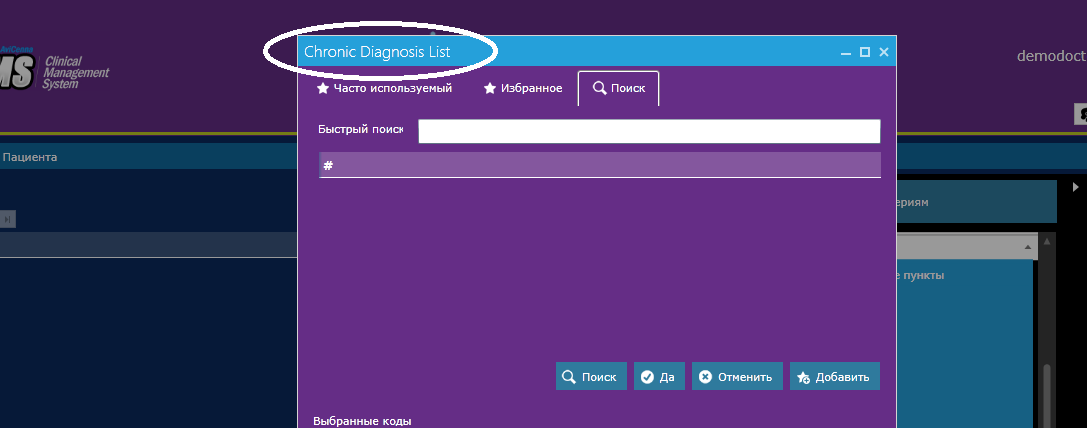 AriCyone
MS Clinical
Management
System
Chronic Diagnosis List
demodoct
Часто используемый
Избранное
Поиск
Быстрый поиск
#
Пациента
ериям
е пункты
Поиск
Да
Отменить
Добавить
Выбранные коды